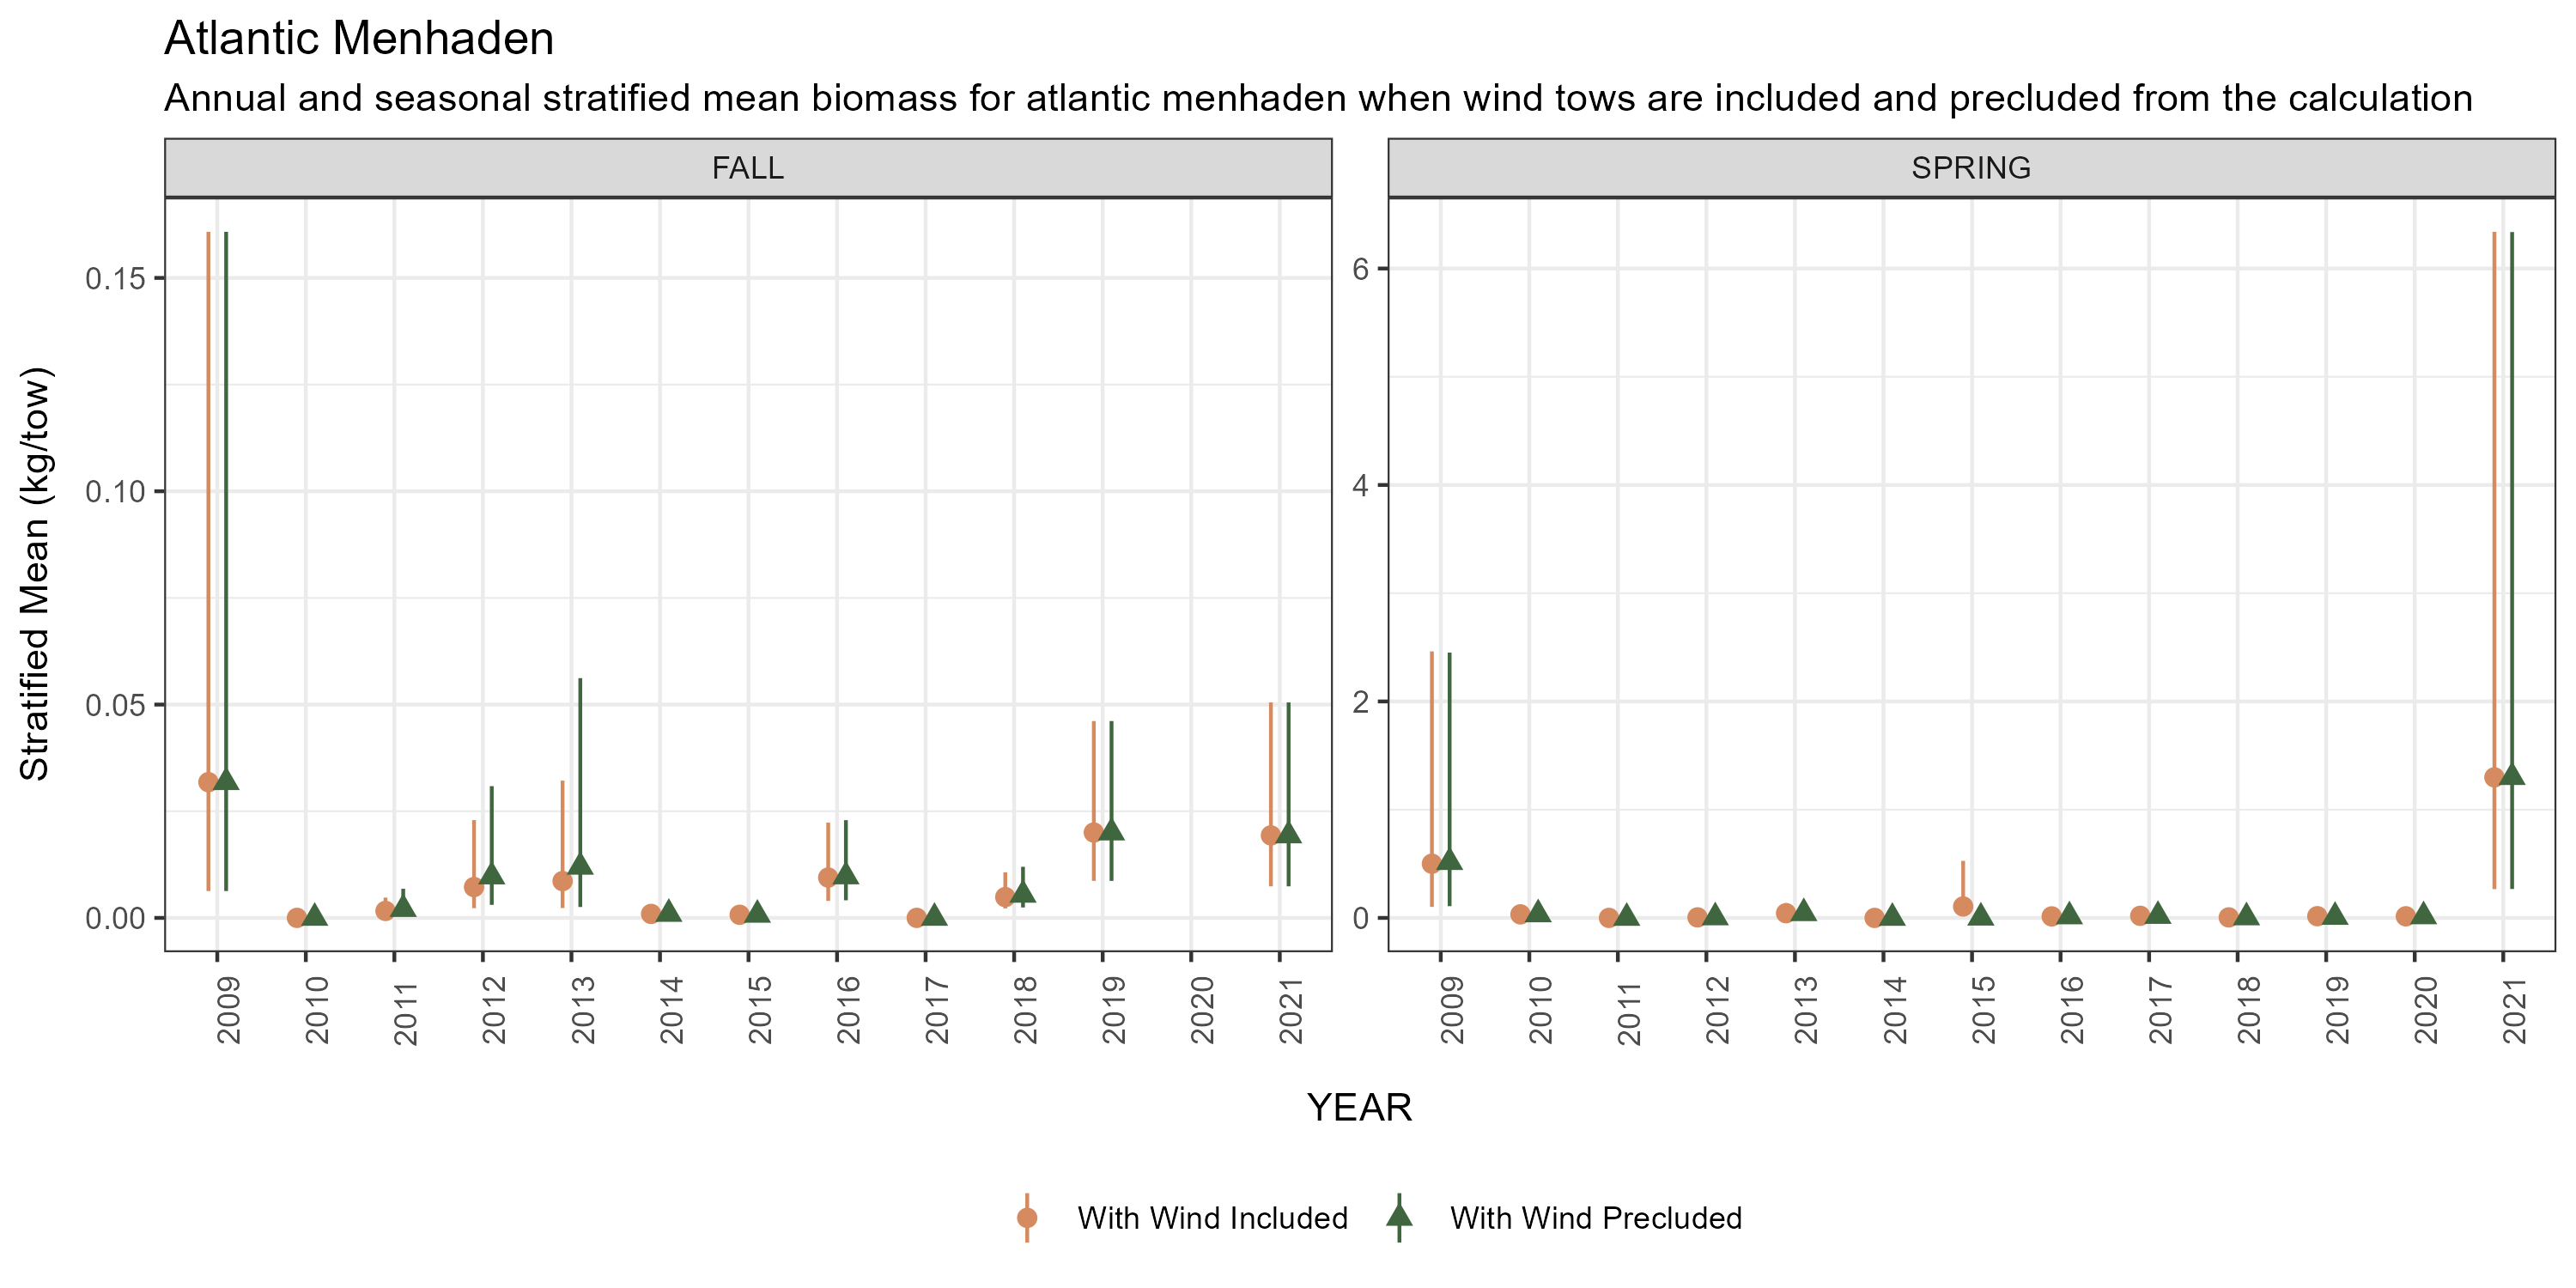 Atlantic Menhaden
Annual and seasonal stratified mean biomass for atlantic menhaden when wind tows are included and precluded from the calculation
FALL
SPRING
Stratified Mean (kg/tow)
0.15
0.10
0.05
0.00
6
4
2
0
2009 2010 2011 2012 2013 2014 2015 2016 2017 2018 2019 2020 2021
2009 2010 2011 2012 2013 2014 2015 2016 2017 2018 2019 2020 2021
YEAR
With Wind Included With Wind Precluded